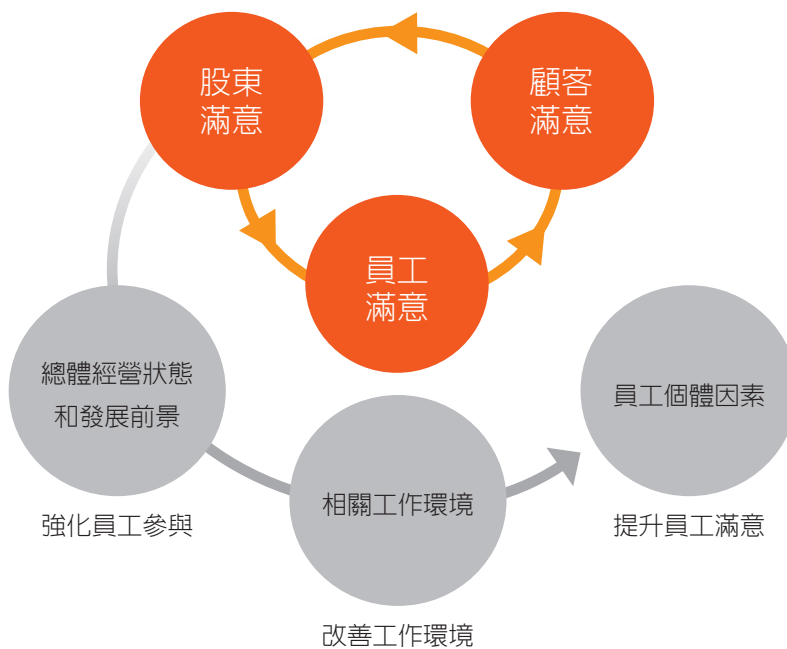 股東
滿意
顧客
滿意
員工
滿意
總體經營狀態
和發展前景
員工個體因素
相關工作環境
強化員工參與
提升員工滿意
改善工作環境